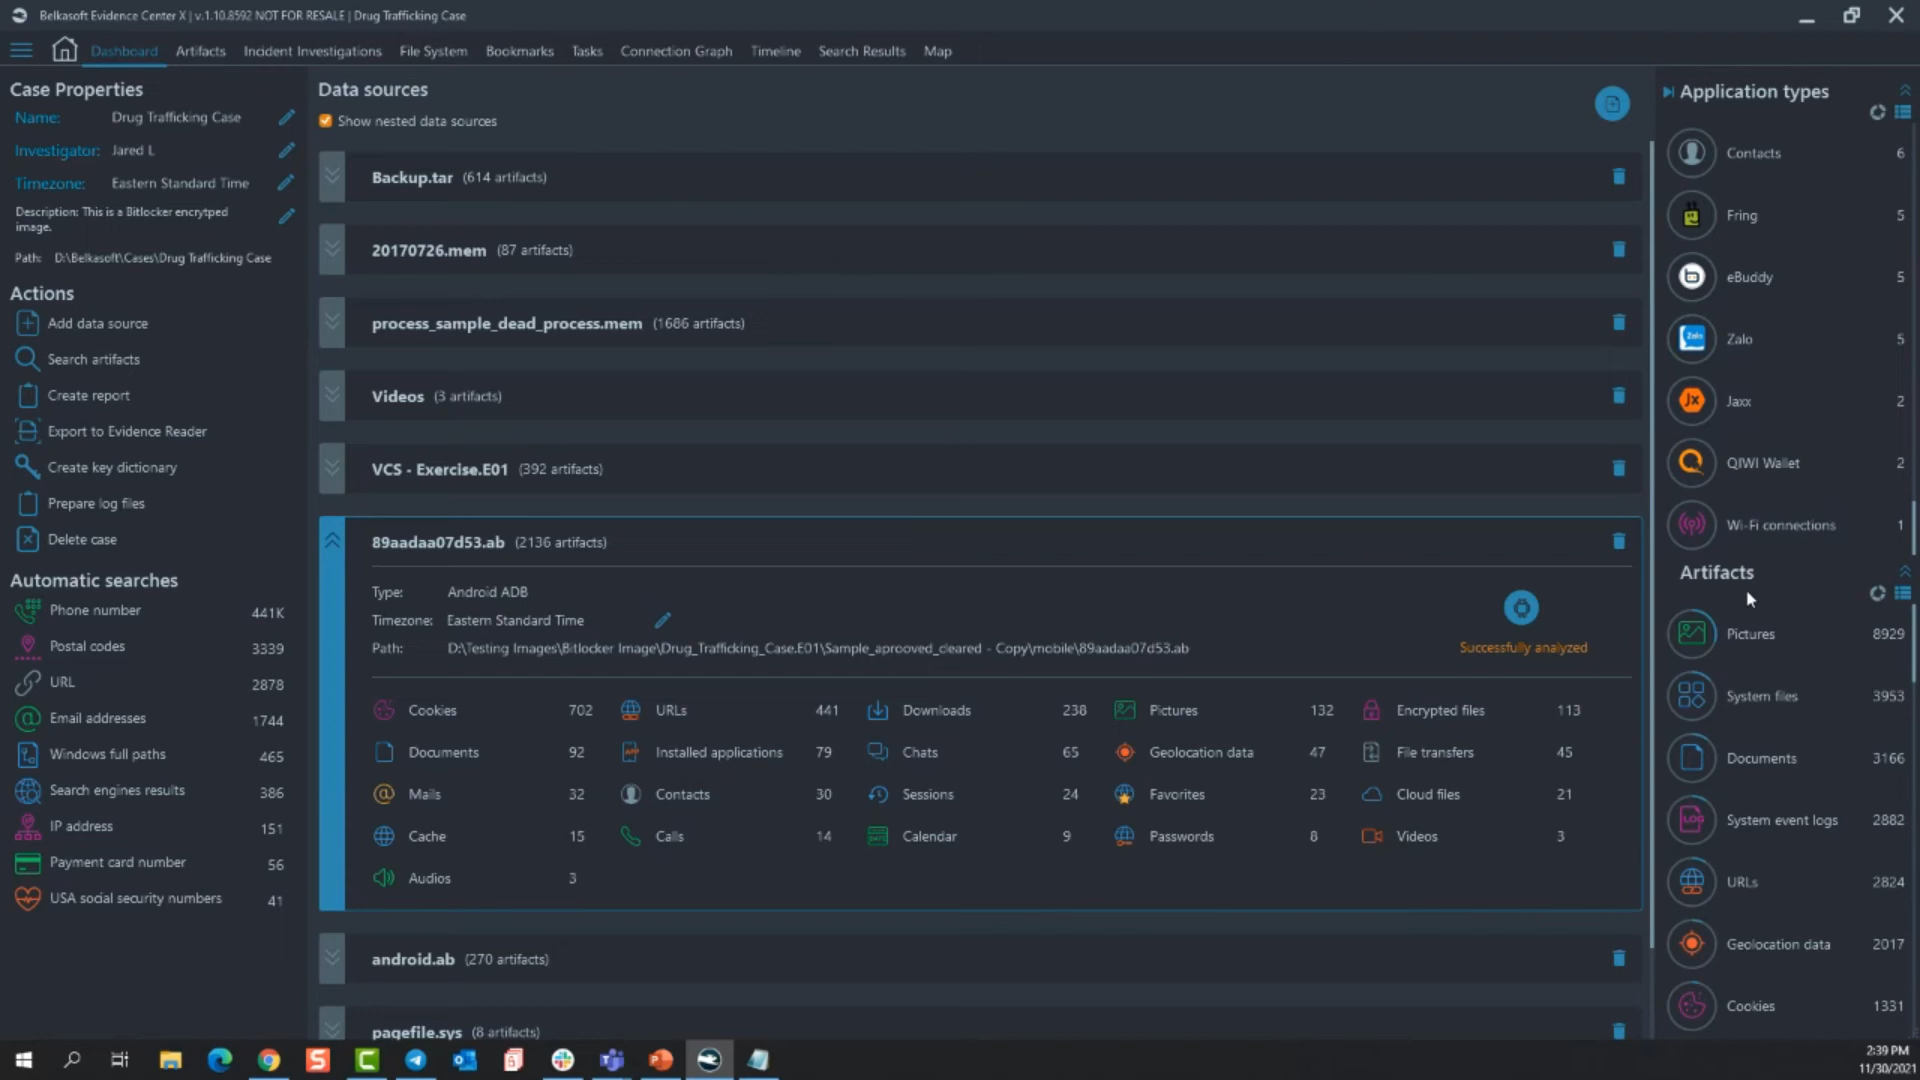 Belkasoft Evidence Center X | v.1.10.8592 NOT FOR RESALE | Drug Trafficking Case
Dashboard Artifacts Incident Investigations File System Bookmarks Tasks Connection Graph Timeline Search Results Map
Case Properties
Name: Drug Trafficking Case
Investigator: Jared L
Timezone: Eastern Standard Time
Description: This is a Bitlocker encrytped
image.
Path: D:\Belkasoft\Cases\Drug Trafficking Case
Actions
Add data source
Search artifacts
Create report
Export to Evidence Reader
Create key dictionary
Prepare log files
Delete case
Automatic searches
Phone number 441K
Postal codes 3339
URL 2878
Email addresses 1744
Windows full paths 465
Search engines results 386
IP address 151
Payment card number 56
USA social security numbers 41
Data sources
Show nested data sources
Backup.tar (614 artifacts)
20170726.mem (87 artifacts)
process_sample_dead_process.mem (1686 artifacts)
Videos (3 artifacts)
VCS - Exercise.E01 (392 artifacts)
89aadaa07d53.ab (2136 artifacts)
Type: Android ADB
Timezone: Eastern Standard Time
Path: D:\Testing Images\Bitlocker Image\Drug_Trafficking_Case.E01\Sample_aprooved_cleared - Copy\mobile\89aadaa07d53.ab
Successfully analyzed
Cookies 702 URLs 441 Downloads 238 Pictures 132 Encrypted files 113
Documents 92 Installed applications 79 Chats 65 Geolocation data 47 File transfers 45
Mails 32 Contacts 30 Sessions 24 Favorites 23 Cloud files 21
Cache 15 Calls 14 Calendar 9 Passwords 8 Videos 3
Audios 3
android.ab (270 artifacts)
pagefile.sys (8 artifacts)
Application types
Contacts 6
Fring 5
eBuddy 5
Zalo 5
Jaxx 2
QIWI Wallet 2
Wi-Fi connections 1
Artifacts
Pictures 8929
System files 3953
Documents 3166
System event logs 2882
URLs 2824
Geolocation data 2017
Cookies 1331
2:39 PM
11/30/2021